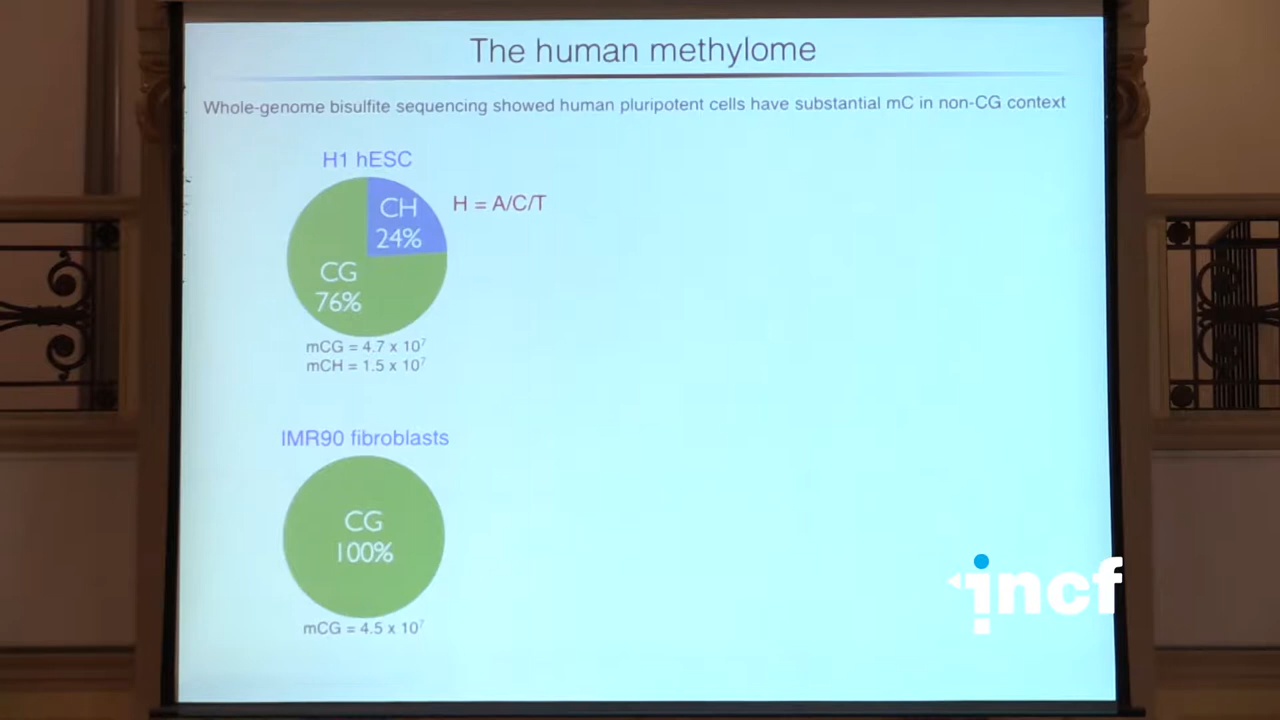 The human methylome
Whole-genome bisulfite sequencing showed human pluripotent cells have substantial mC in non-CG context
H1 hESC
CH
24%
H = A/C/T
CG
76%
mCG = 4.7 x 10⁷
mCH = 1.5 x 10⁷
IMR90 fibroblasts
CG
100%
mCG = 4.5 x 10⁷
incf